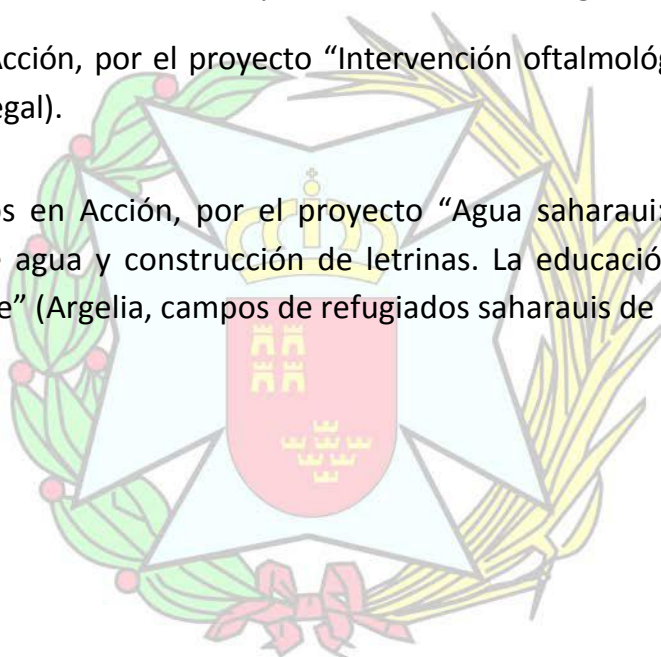 Acción, por el proyecto “Intervención oftalmológ
egal).
os en Acción, por el proyecto “Agua saharaui:
e agua y construcción de letrinas. La educació
e” (Argelia, campos de refugiados saharauis de